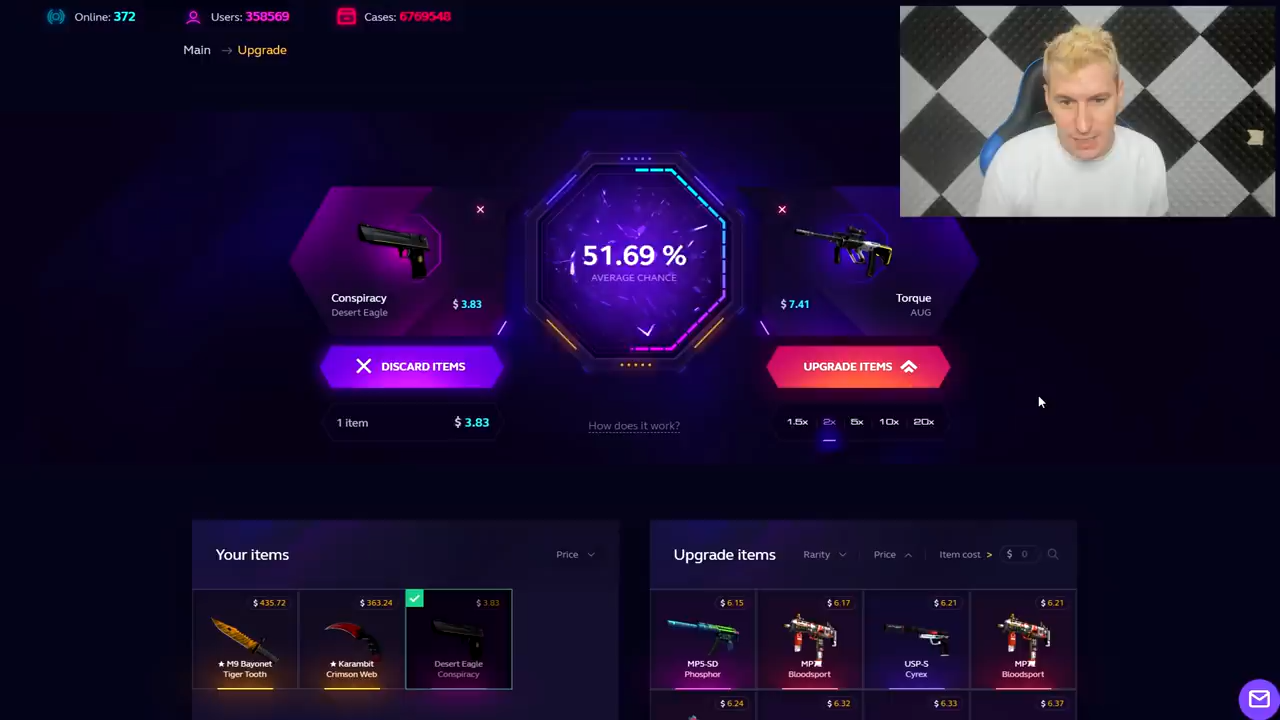 Online: 372
Users: 358569
Cases: 6769548
Main → Upgrade
51.69 %
AVERAGE CHANCE
Conspiracy
Desert Eagle
$ 3.83
$ 7.41
Torque
AUG
DISCARD ITEMS
UPGRADE ITEMS
1 item
$ 3.83
How does it work?
1.5x 2x 5x 10x 20x
Your items
Price
Upgrade items
Rarity
Price
Item cost >
$ 0
$ 435.72
★ M9 Bayonet
Tiger Tooth
$ 363.24
★ Karambit
Crimson Web
$ 3.83
Desert Eagle
Conspiracy
$ 6.15
MP5-SD
Phosphor
$ 6.17
Bloodsport
$ 6.21
USP-S
Cyrex
$ 6.21
Bloodsport
$ 6.24
$ 6.32
$ 6.33
$ 6.37